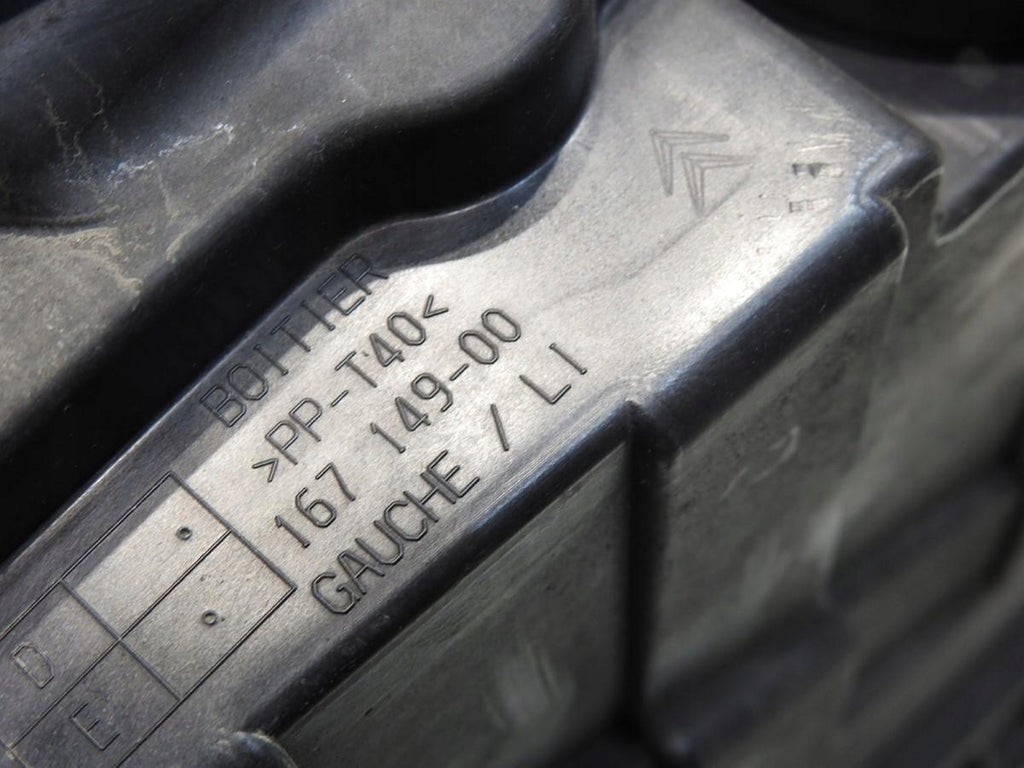 BOITIER
>PP-T40<
167 149-00
GAUCHE / LI
D
E